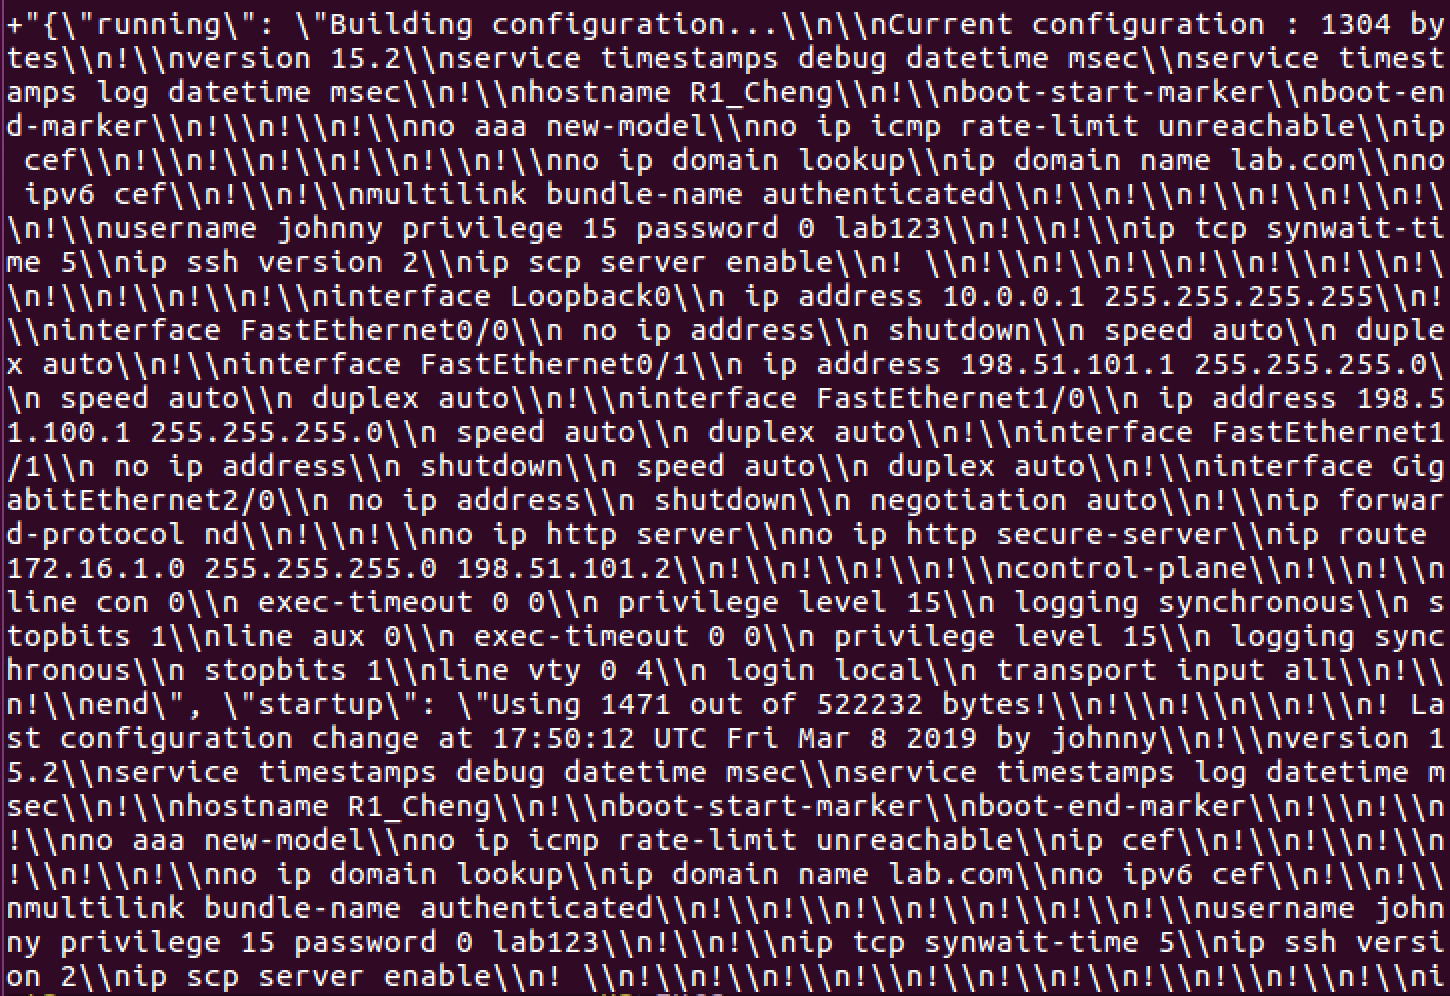 +"{\"running\": \"Building configuration...\\n\\nCurrent configuration : 1304 by
tes\\n!\\nversion 15.2\\nservice timestamps debug datetime msec\\nservice timest
amps log datetime msec\\n!\\nhostname R1_Cheng\\n!\\nboot-start-marker\\nboot-en
d-marker\\n!\\n!\\n!\\nno aaa new-model\\nno ip icmp rate-limit unreachable\\nip
 cef\\n!\\n!\\n!\\n!\\n!\\n!\\nno ip domain lookup\\nip domain name lab.com\\nno
 ipv6 cef\\n!\\n!\\nmultilink bundle-name authenticated\\n!\\n!\\n!\\n!\\n!\\n!\
\n!\\nusername johnny privilege 15 password 0 lab123\\n!\\n!\\nip tcp synwait-ti
me 5\\nip ssh version 2\\nip scp server enable\\n! \\n!\\n!\\n!\\n!\\n!\\n!\\n!\
\n!\\n!\\n!\\n!\\ninterface Loopback0\\n ip address 10.0.0.1 255.255.255.255\\n!
\\ninterface FastEthernet0/0\\n no ip address\\n shutdown\\n speed auto\\n duple
x auto\\n!\\ninterface FastEthernet0/1\\n ip address 198.51.101.1 255.255.255.0\
\n speed auto\\n duplex auto\\n!\\ninterface FastEthernet1/0\\n ip address 198.5
1.100.1 255.255.255.0\\n speed auto\\n duplex auto\\n!\\ninterface FastEthernet1
/1\\n no ip address\\n shutdown\\n speed auto\\n duplex auto\\n!\\ninterface Gig
abitEthernet2/0\\n no ip address\\n shutdown\\n negotiation auto\\n!\\nip forwar
d-protocol nd\\n!\\n!\\nno ip http server\\nno ip http secure-server\\nip route 
172.16.1.0 255.255.255.0 198.51.101.2\\n!\\n!\\n!\\n!\\ncontrol-plane\\n!\\n!\\n
line con 0\\n exec-timeout 0 0\\n privilege level 15\\n logging synchronous\\n s
topbits 1\\nline aux 0\\n exec-timeout 0 0\\n privilege level 15\\n logging sync
hronous\\n stopbits 1\\nline vty 0 4\\n login local\\n transport input all\\n!\\
n!\\nend\", \"startup\": \"Using 1471 out of 522232 bytes!\\n!\\n!\\n\\n!\\n! La
st configuration change at 17:50:12 UTC Fri Mar 8 2019 by johnny\\n!\\nversion 1
5.2\\nservice timestamps debug datetime msec\\nservice timestamps log datetime m
sec\\n!\\nhostname R1_Cheng\\n!\\nboot-start-marker\\nboot-end-marker\\n!\\n!\\n
!\\nno aaa new-model\\nno ip icmp rate-limit unreachable\\nip cef\\n!\\n!\\n!\\n
!\\n!\\n!\\nno ip domain lookup\\nip domain name lab.com\\nno ipv6 cef\\n!\\n!\\
nmultilink bundle-name authenticated\\n!\\n!\\n!\\n!\\n!\\n!\\n!\\nusername john
ny privilege 15 password 0 lab123\\n!\\n!\\nip tcp synwait-time 5\\nip ssh versi
on 2\\nip scp server enable\\n! \\n!\\n!\\n!\\n!\\n!\\n!\\n!\\n!\\n!\\n!\\n!\\ni